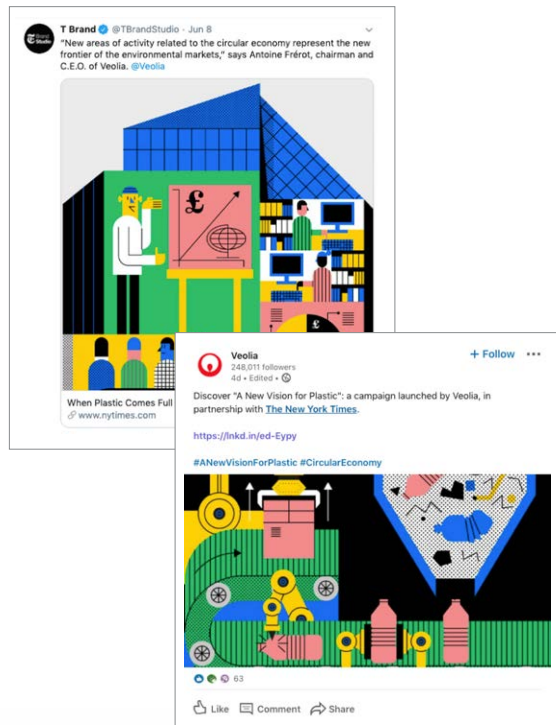 T Brand @TBrandStudio · Jun 8
"New areas of activity related to the circular economy represent the new
frontier of the environmental markets," says Antoine Frérot, chairman and
C.E.O. of Veolia. @Veolia
T Brand
Studio
£
£
When Plastic Comes Full
www.nytimes.com
Veolia
248,011 followers
4d • Edited •
+ Follow
Discover "A New Vision for Plastic": a campaign launched by Veolia, in
partnership with The New York Times.
https://lnkd.in/ed-Eypy
#ANewVisionForPlastic #CircularEconomy
63
Like Comment Share